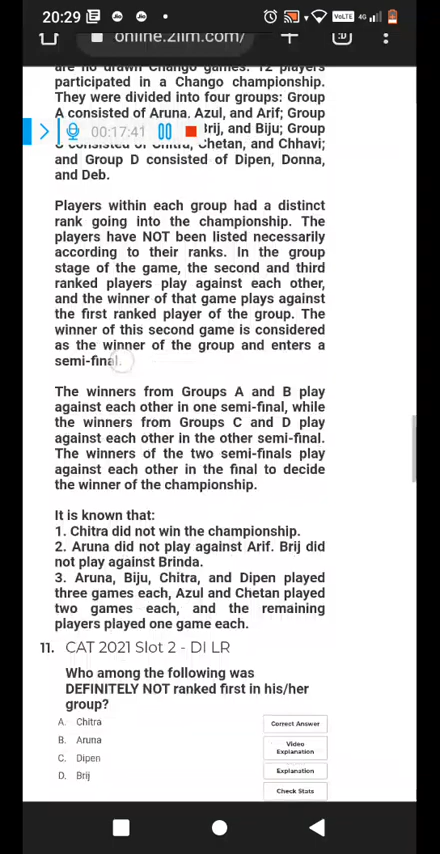 20:29
Jio
Jio
VoLTE 4G
online.2iim.com/
:D
are no drawn Chango games. 12 players
participated in a Chango championship.
They were divided into four groups: Group
A consisted of Aruna, Azul, and Arif; Group
00:17:41
Brij, and Biju; Group
C consisted of Chitra, Chetan, and Chhavi;
and Group D consisted of Dipen, Donna,
and Deb.
Players within each group had a distinct
rank going into the championship. The
players have NOT been listed necessarily
according to their ranks. In the group
stage of the game, the second and third
ranked players play against each other,
and the winner of that game plays against
the first ranked player of the group. The
winner of this second game is considered
as the winner of the group and enters a
semi-final.
The winners from Groups A and B play
against each other in one semi-final, while
the winners from Groups C and D play
against each other in the other semi-final.
The winners of the two semi-finals play
against each other in the final to decide
the winner of the championship.
It is known that:
1. Chitra did not win the championship.
2. Aruna did not play against Arif. Brij did
not play against Brinda.
3. Aruna, Biju, Chitra, and Dipen played
three games each, Azul and Chetan played
two games each, and the remaining
players played one game each.
11. CAT 2021 Slot 2 - DI LR
Who among the following was
DEFINITELY NOT ranked first in his/her
group?
A. Chitra
B. Aruna
C. Dipen
D. Brij
Correct Answer
Video
Explanation
Explanation
Check Stats